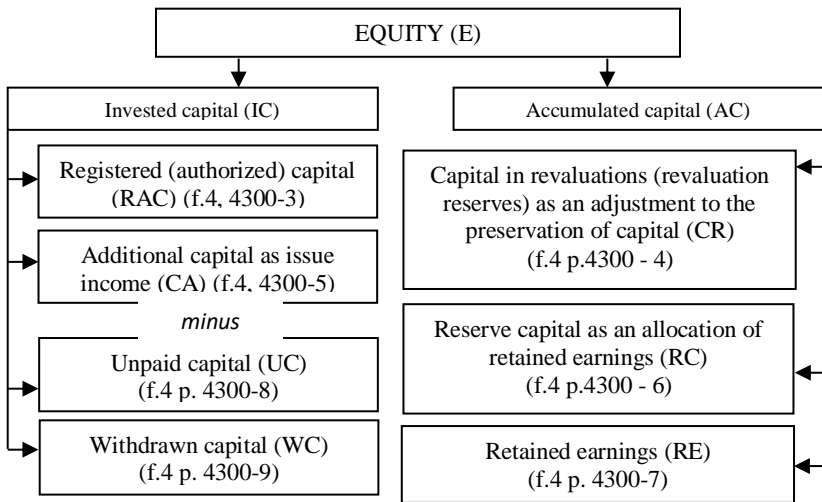 EQUITY (E)
Invested capital (IC)
Registered (authorized) capital
(RAC) (f.4, 4300-3)
Additional capital as issue
income (CA) (f.4, 4300-5)
minus
Unpaid capital (UC)
(f.4 p. 4300-8)
Withdrawn capital (WC)
(f.4 p. 4300-9)
Accumulated capital (AC)
Capital in revaluations (revaluation
reserves) as an adjustment to the
preservation of capital (CR)
(f.4 p.4300 - 4)
Reserve capital as an allocation of
retained earnings (RC)
(f.4 p.4300 - 6)
Retained earnings (RE)
(f.4 p. 4300-7)